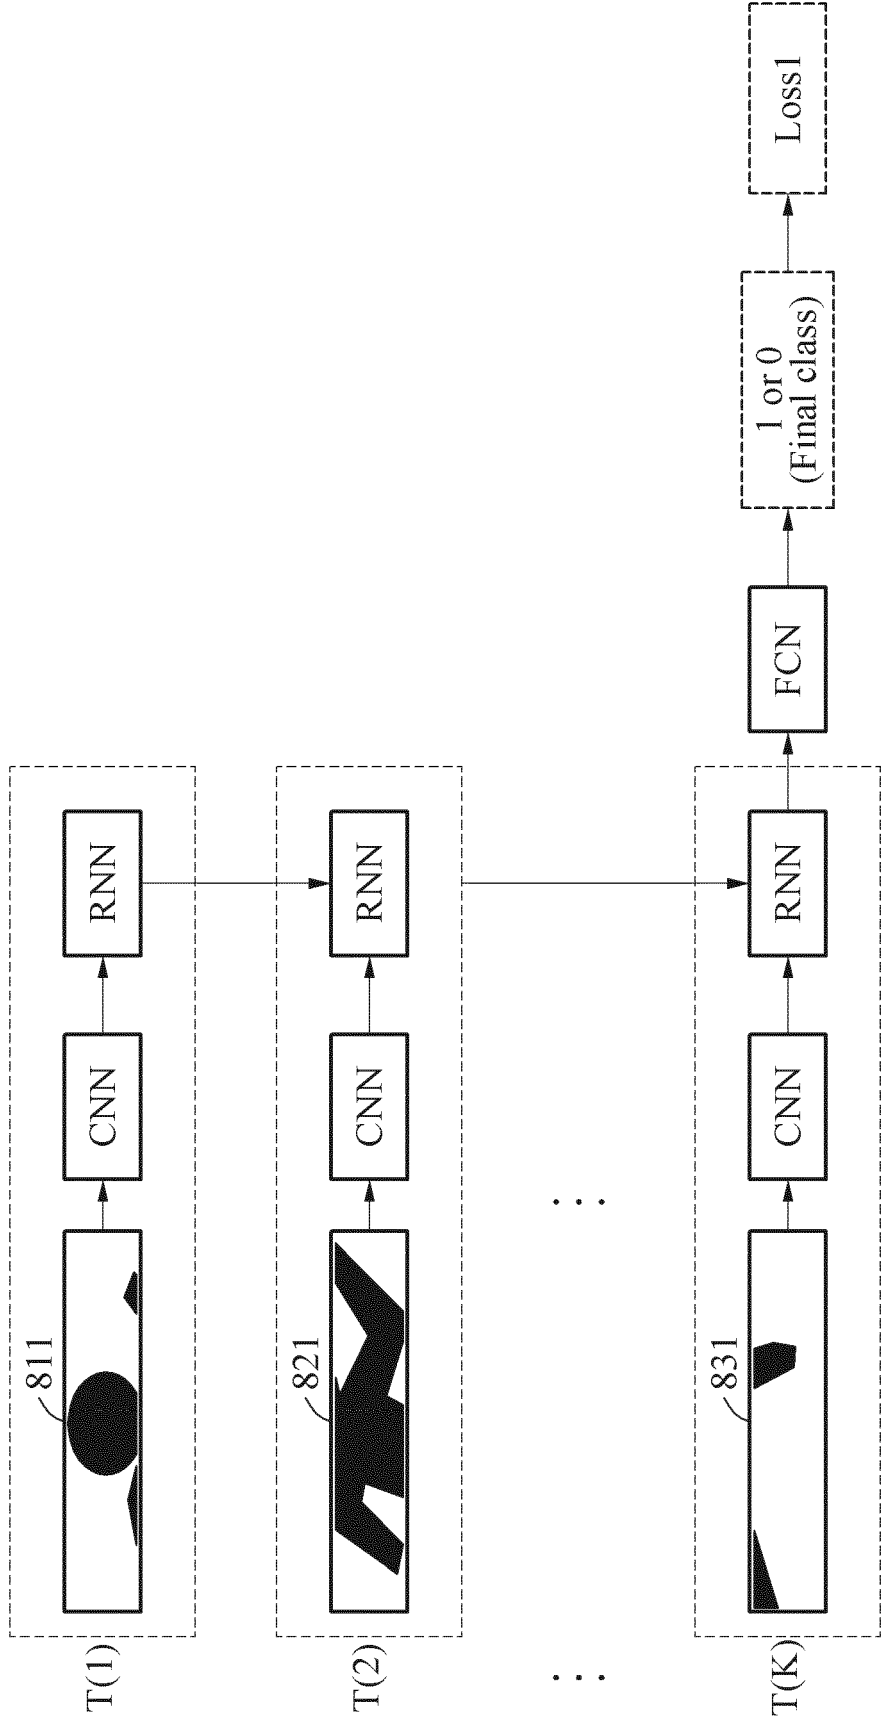 T(1)
811
CNN
RNN
T(2)
821
CNN
RNN
...
...
T(K)
831
CNN
RNN
FCN
1 or 0
(Final class)
Loss1